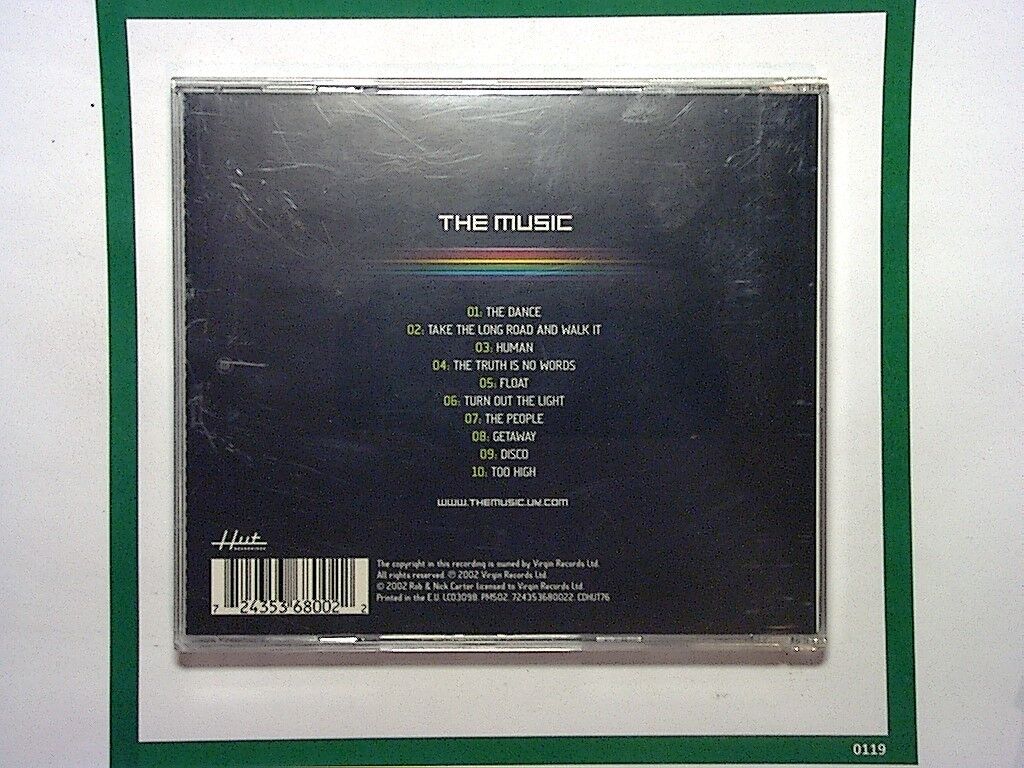 THE MUSIC
01: THE DANCE
02: TAKE THE LONG ROAD AND WALK IT
03: HUMAN
04: THE TRUTH IS NO WORDS
05: FLOAT
06: TURN OUT THE LIGHT
07: THE PEOPLE
08: GETAWAY
09: DISCO
10: TOO HIGH
WWW.THEMUSIC.UK.COM
Hut
RECORDINGS
7 24353 68002 2
The copyright in this recording is owned by Virgin Records Ltd.
All rights reserved. ℗ 2002 Virgin Records Ltd.
© 2002 Rob & Nick Carter licensed to Virgin Records Ltd.
Printed in the E.U. LC03098. PM502. 724353680022. CDHUT76
0119